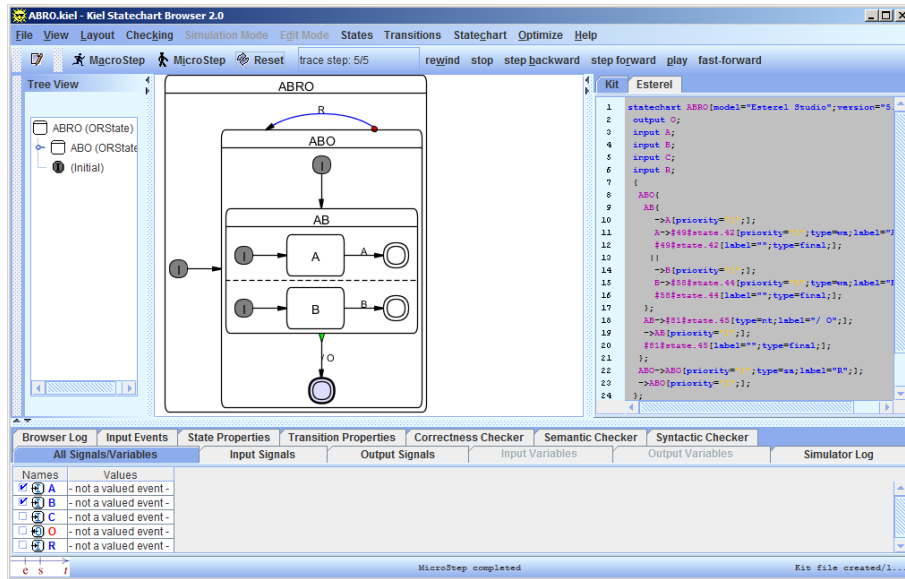 ABRO.kiel - Kiel Statechart Browser 2.0
File View Layout Checking Simulation Mode Edit Mode States Transitions Statechart Optimize Help
MacroStep MicroStep Reset trace step: 5/5 rewind stop step backward step forward play fast-forward
Tree View
ABRO (ORState)
ABO (ORState
(Initial)
ABRO
R
ABO
I
AB
I A A
I
I B B
/ O
Kit Esterel
1 statechart ABRO[model="Esterel Studio";version="5.
2 output O;
3 input A;
4 input B;
5 input C;
6 input R;
7 {
8 ABO{
9 AB{
10 ->A[priority="1";];
11 A->$49$state.42[priority="1";type=wa;label="A
12 $49$state.42[label="";type=final;];
13 ||
14 ->B[priority="1";];
15 B->$58$state.44[priority="1";type=wa;label="B
16 $58$state.44[label="";type=final;];
17 };
18 AB->$81$state.45[type=nt;label="/ O";];
19 ->AB[priority="1";];
20 $81$state.45[label="";type=final;];
21 };
22 ABO->ABO[priority="1";type=sa;label="R";];
23 ->ABO[priority="1";];
24 };
Browser Log Input Events State Properties Transition Properties Correctness Checker Semantic Checker Syntactic Checker
All Signals/Variables Input Signals Output Signals Input Variables Output Variables Simulator Log
Names Values
A - not a valued event -
B - not a valued event -
C - not a valued event -
O - not a valued event -
R - not a valued event -
e s t MicroStep completed Kit file created/l...